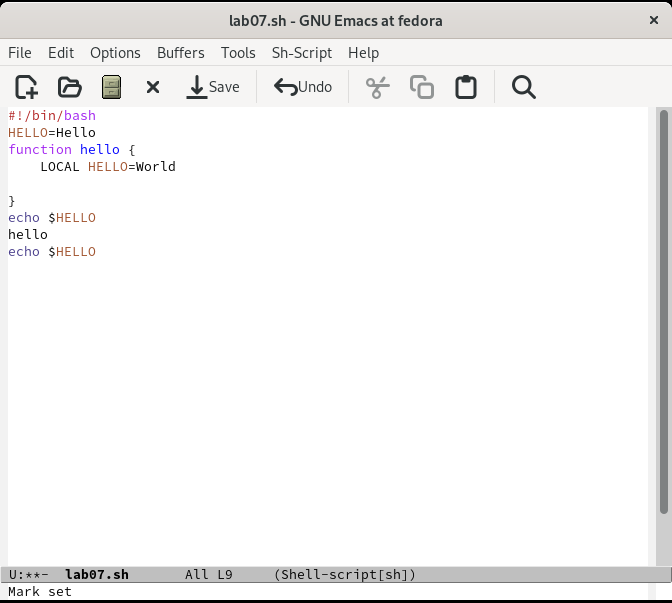 lab07.sh - GNU Emacs at fedora
File Edit Options Buffers Tools Sh-Script Help
Save Undo
#!/bin/bash
HELLO=Hello
function hello {
    LOCAL HELLO=World

}
echo $HELLO
hello
echo $HELLO
U:**- lab07.sh All L9 (Shell-script[sh])
Mark set